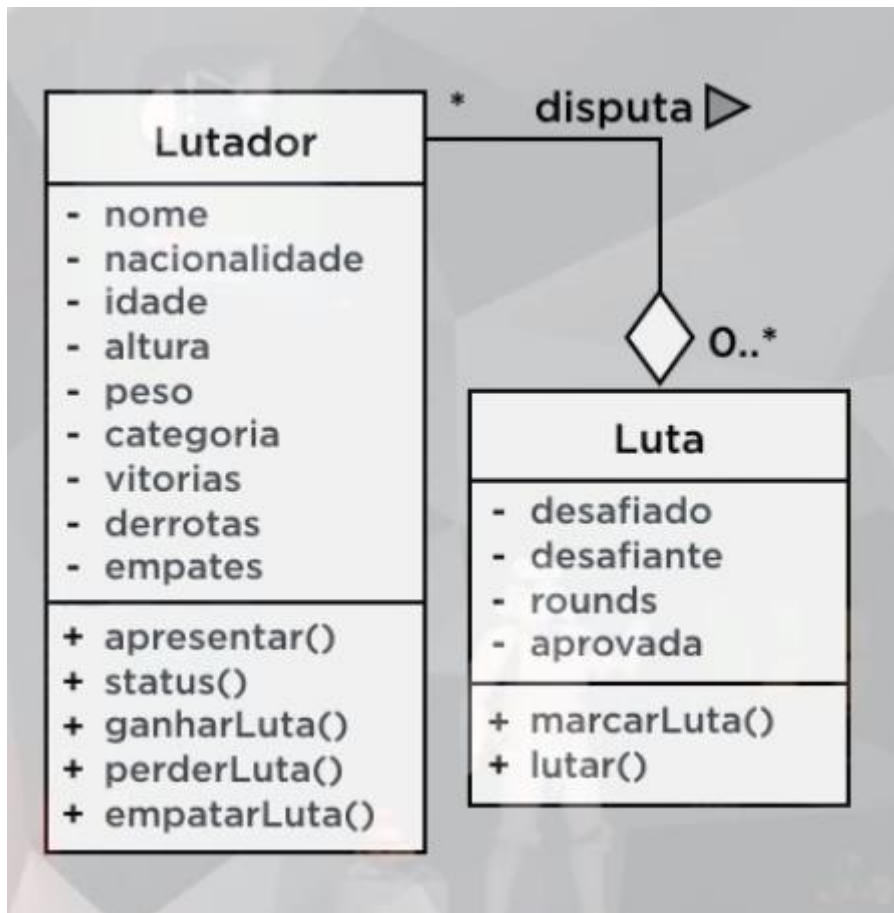 * disputa
Lutador
- nome
- nacionalidade
- idade
- altura
- peso
- categoria
- vitorias
- derrotas
- empates
+ apresentar()
+ status()
+ ganharLuta()
+ perderLuta()
+ empatarLuta()
0..*
Luta
- desafiado
- desafiante
- rounds
- aprovada
+ marcarLuta()
+ lutar()